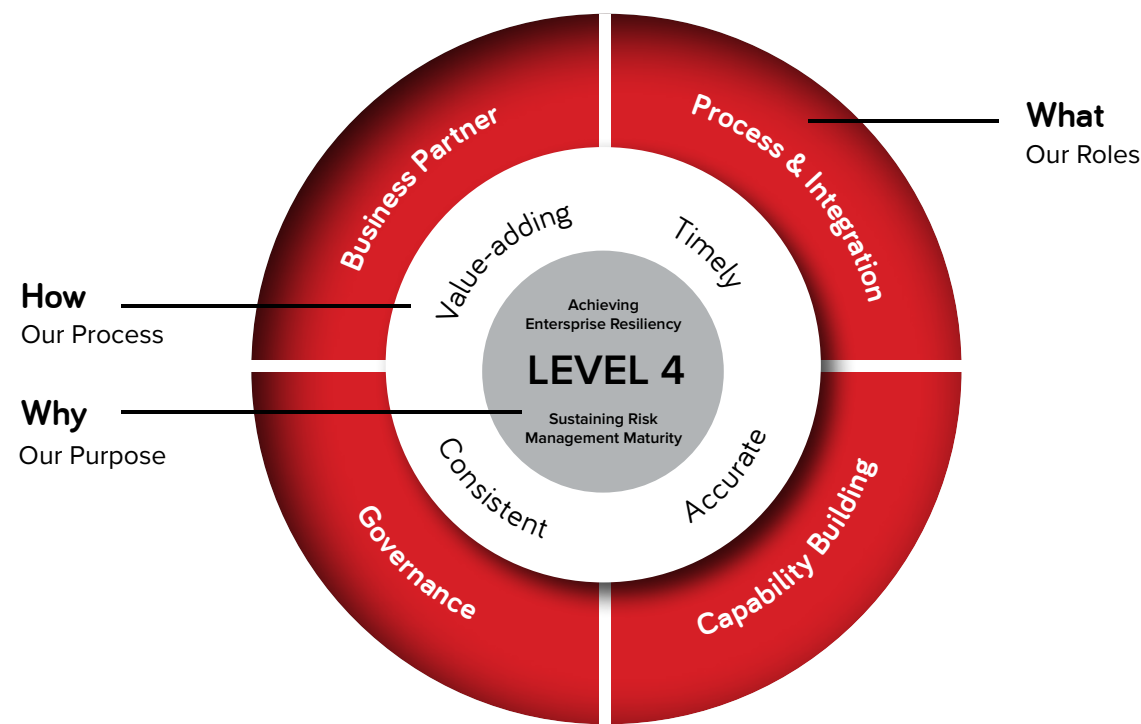 Business Partner
Process & Integration
What
Our Roles
Value-adding
Timely
How
Our Process
Achieving
Entersprise Resiliency
LEVEL 4
Sustaining Risk
Management Maturity
Why
Our Purpose
Consistent
Accurate
Governance
Capability Building